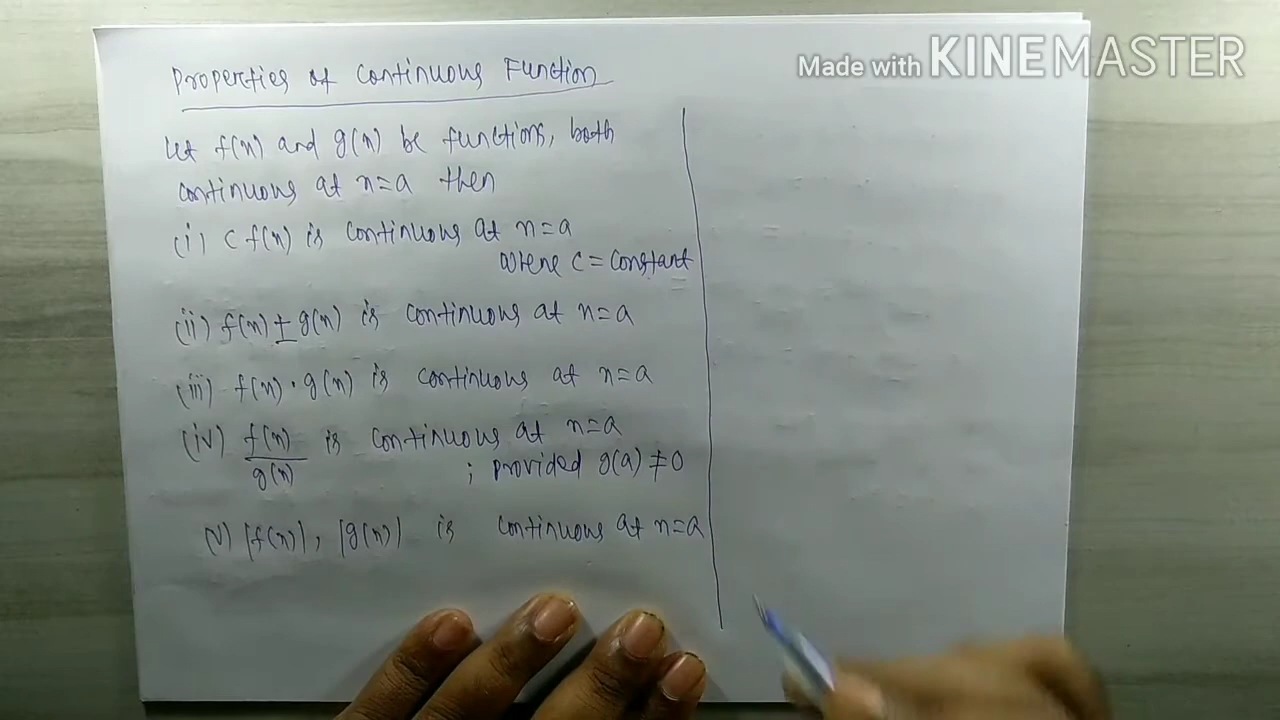 Made with KINEMASTER
Properties of Continuous Function
Let f(x) and g(x) be functions, both
continuous at x=a then
(i) c f(x) is continuous at x=a
where c = constant
(ii) f(x) ± g(x) is continuous at x=a
(iii) f(x) · g(x) is continuous at x=a
(iv) f(x)/g(x) is continuous at x=a
; provided g(a) ≠ 0
(v) |f(x)|, |g(x)| is continuous at x=a